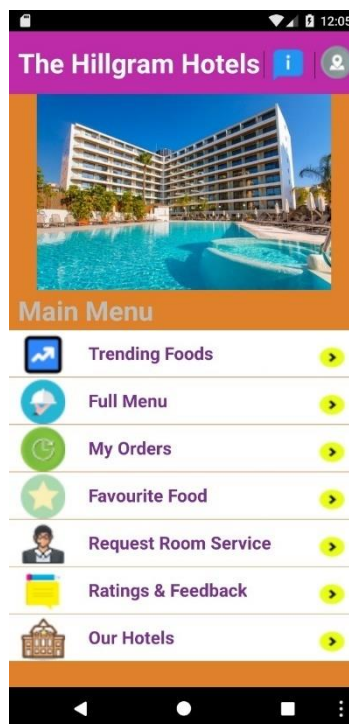 12:05
The Hillgram Hotels i
Main Menu
Trending Foods
Full Menu
My Orders
Favourite Food
Request Room Service
Ratings & Feedback
Our Hotels